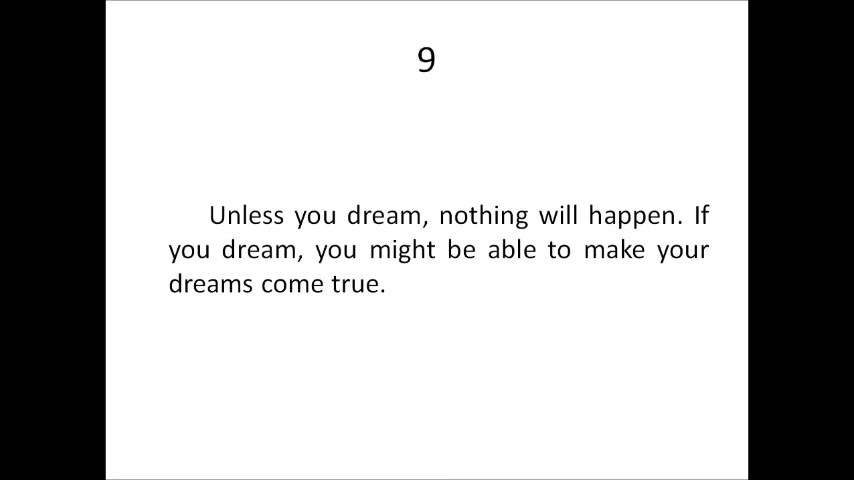 9
Unless you dream, nothing will happen. If
you dream, you might be able to make your
dreams come true.